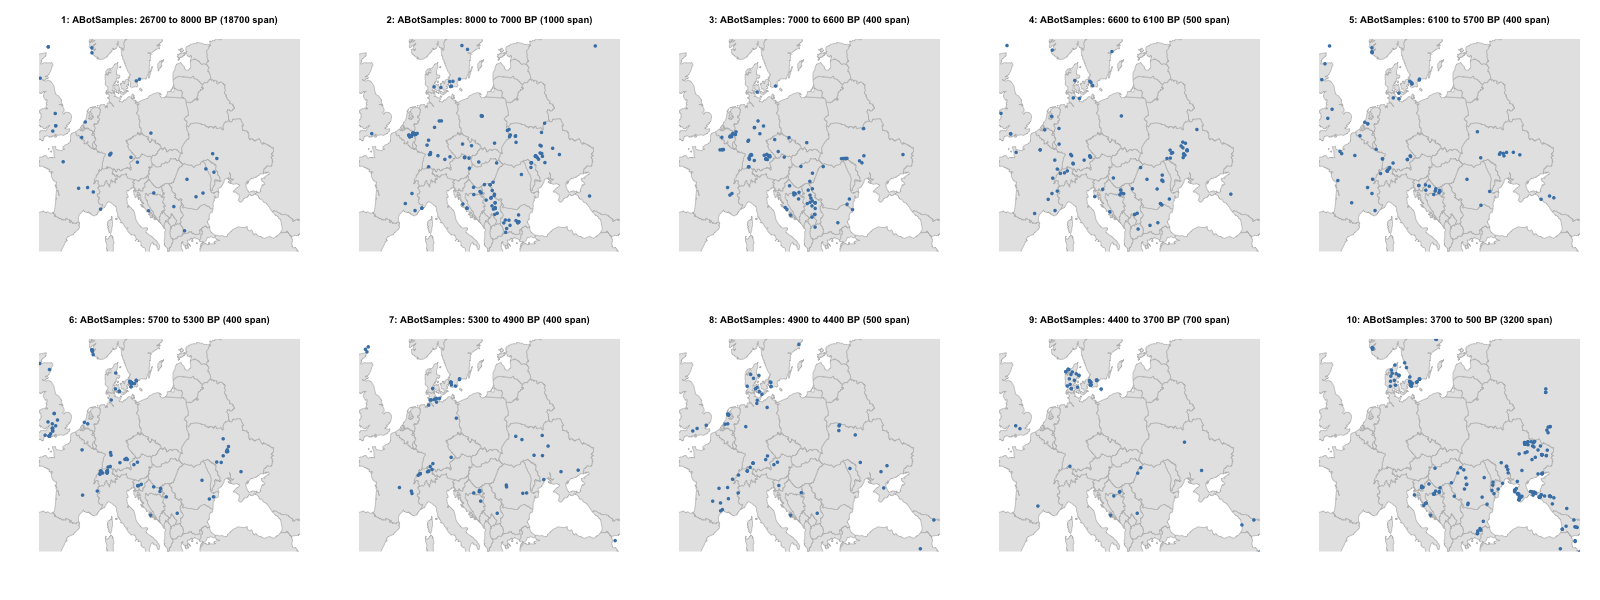 1: ABotSamples: 26700 to 8000 BP (18700 span)
2: ABotSamples: 8000 to 7000 BP (1000 span)
3: ABotSamples: 7000 to 6600 BP (400 span)
4: ABotSamples: 6600 to 6100 BP (500 span)
5: ABotSamples: 6100 to 5700 BP (400 span)
6: ABotSamples: 5700 to 5300 BP (400 span)
7: ABotSamples: 5300 to 4900 BP (400 span)
8: ABotSamples: 4900 to 4400 BP (500 span)
9: ABotSamples: 4400 to 3700 BP (700 span)
10: ABotSamples: 3700 to 500 BP (3200 span)